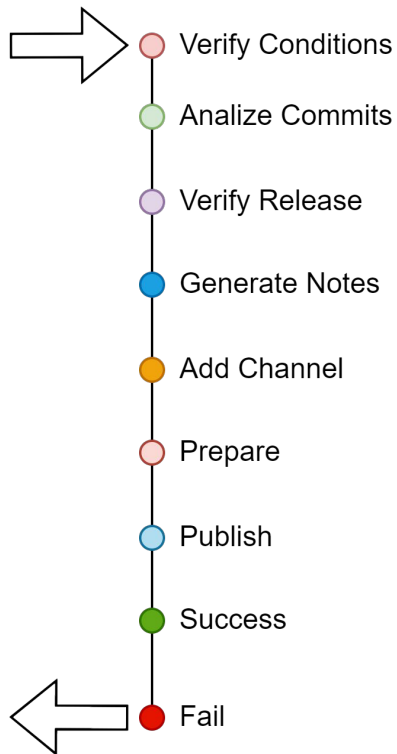 Verify Conditions
Analize Commits
Verify Release
Generate Notes
Add Channel
Prepare
Publish
Success
Fail